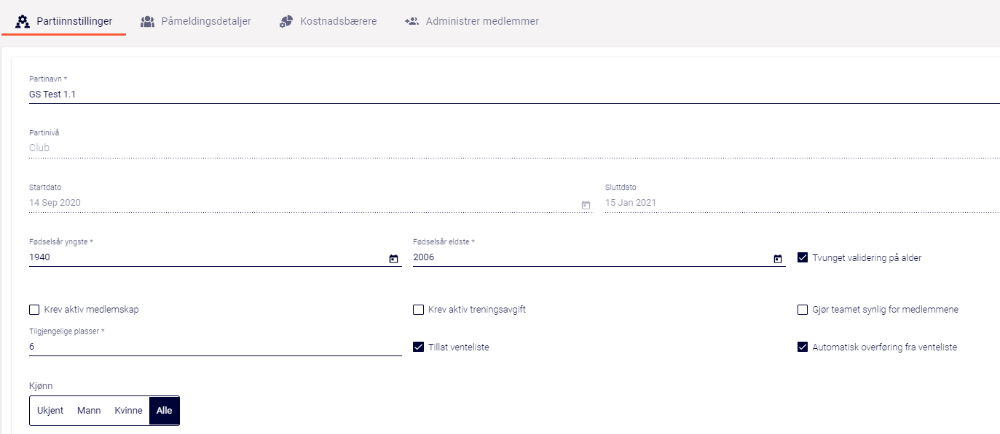 Partiinnstillinger Påmeldingsdetaljer Kostnadsbærere Administrer medlemmer
Partinavn *
GS Test 1.1
Partinivå
Club
Startdato Sluttdato
14 Sep 2020 15 Jan 2021
Fødselsår yngste * Fødselsår eldste *
1940 2006 Tvunget validering på alder
Krev aktiv medlemskap Krev aktiv treningsavgift Gjør teamet synlig for medlemmene
Tilgjengelige plasser *
6 Tillat venteliste Automatisk overføring fra venteliste
Kjønn
Ukjent Mann Kvinne Alle